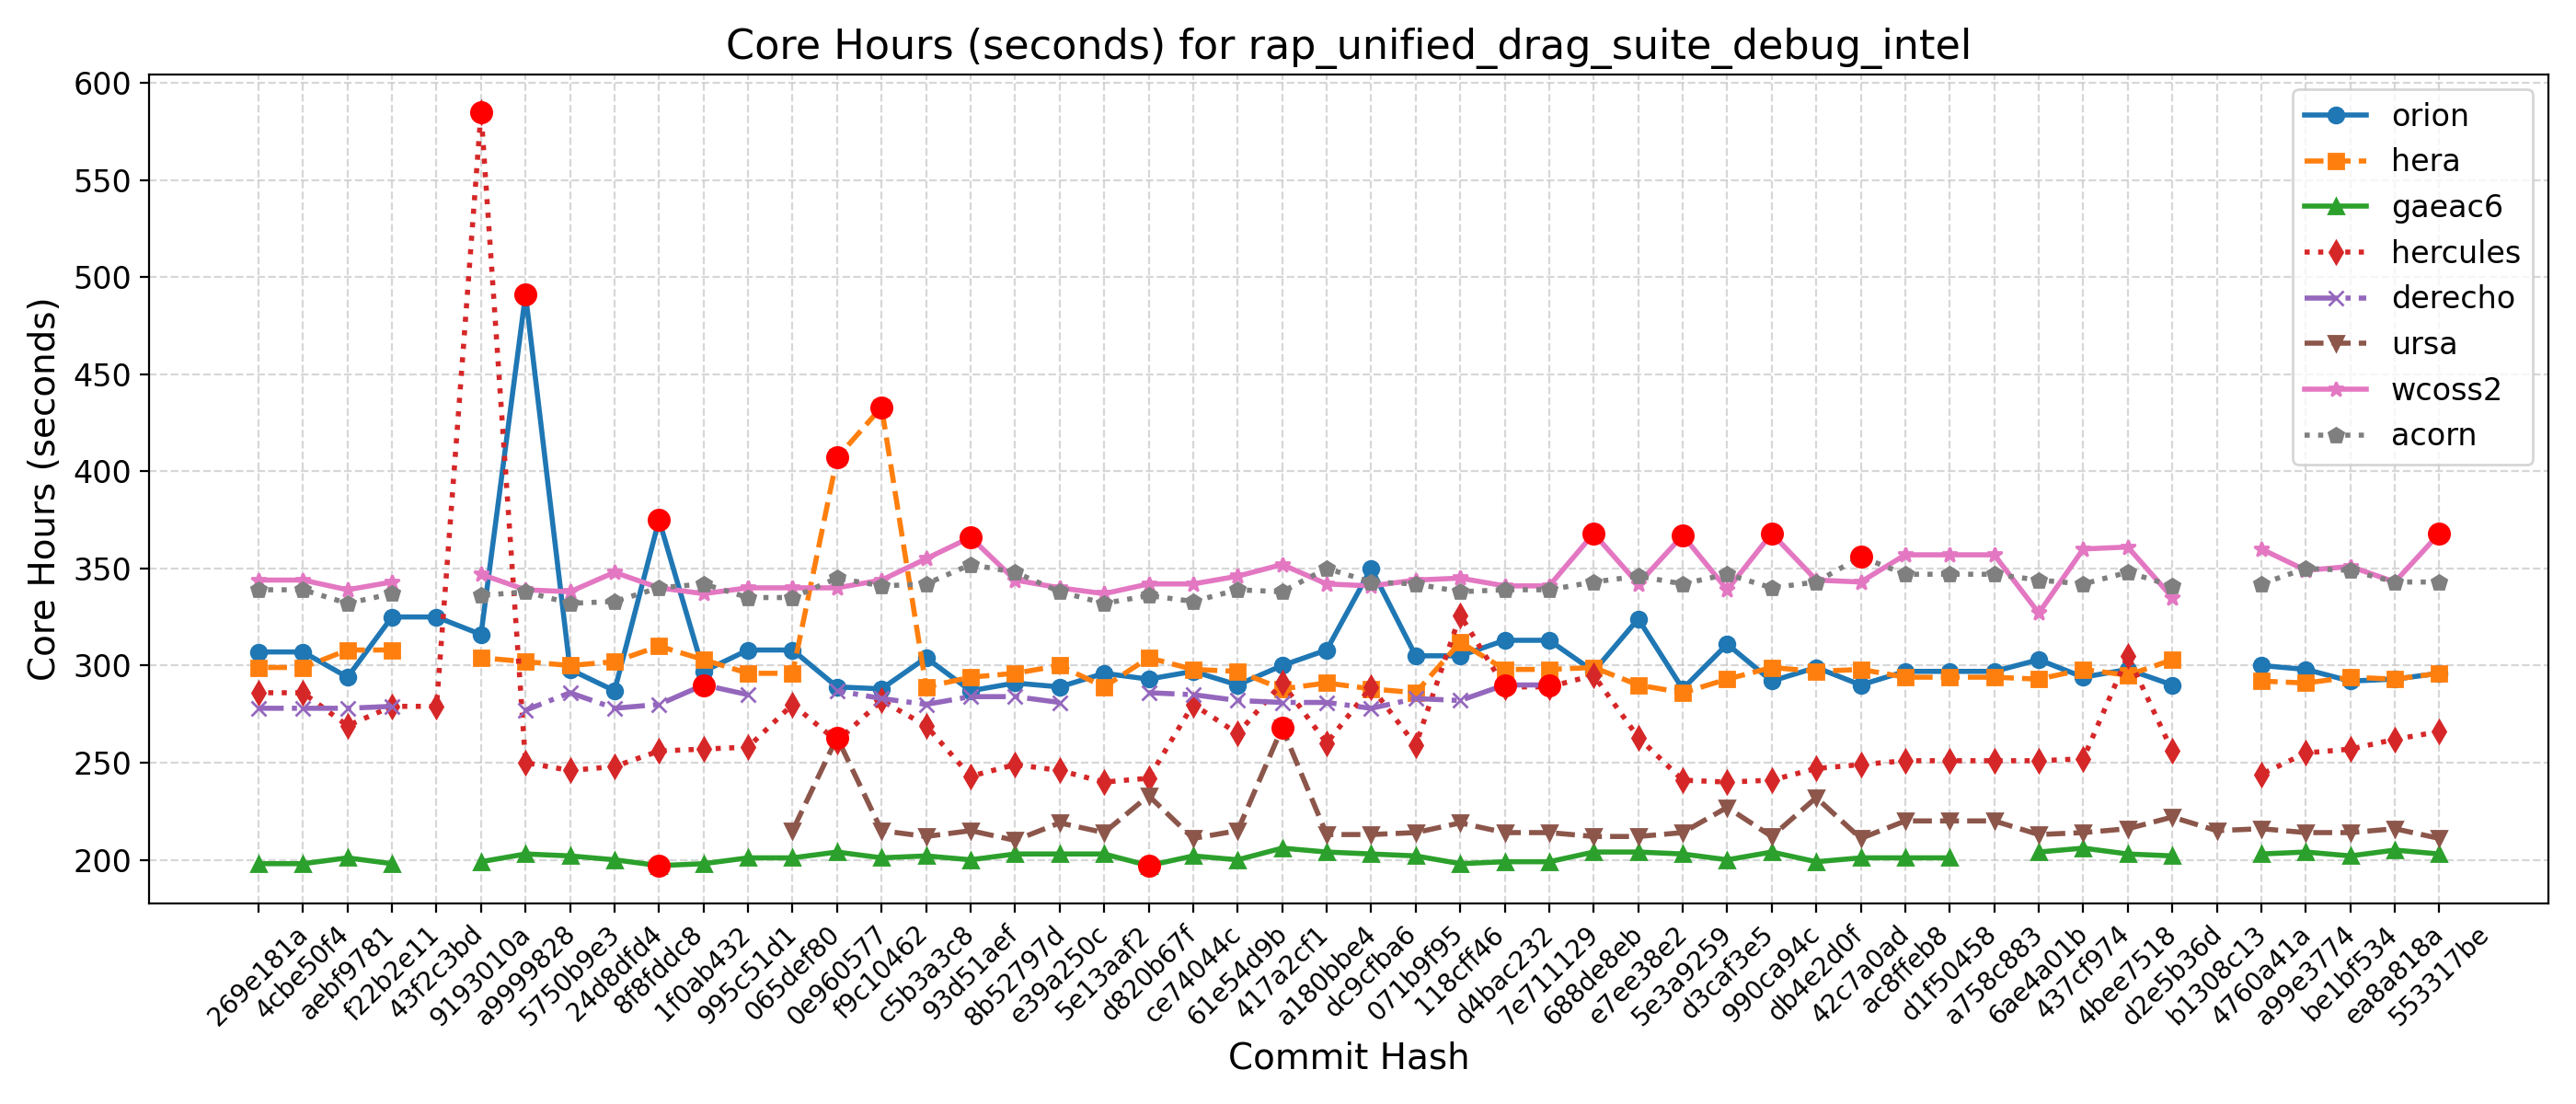 Core Hours (seconds) for rap_unified_drag_suite_debug_intel
Core Hours (seconds)
600
550
500
450
400
350
300
250
200
orion
hera
gaeac6
hercules
derecho
ursa
wcoss2
acorn
269e181a
4cbe50f4
aebf9781
f22b2e11
43f2c3bd
9193010a
a9999828
5750b9e3
24d8dfd4
8f8fddc8
1f0ab432
995c51d1
065def80
0e960577
f9c10462
c5b3a3c8
93d51aef
8b52797d
e39a250c
5e13aaf2
d820b67f
ce74044c
61e54d9b
417a2cf1
a180bbe4
dc9cfba6
071b9f95
118cff46
d4bac232
7e711129
688de8eb
e7ee38e2
5e3a9259
d3caf3e5
990ca94c
db4e2d0f
42c7a0ad
ac8ffeb8
d1f50458
a758c883
6ae4a01b
437cf974
4bee7518
d2e5b36d
b1308c13
4760a41a
a99e3774
be1bf534
ea8a818a
553317be
Commit Hash